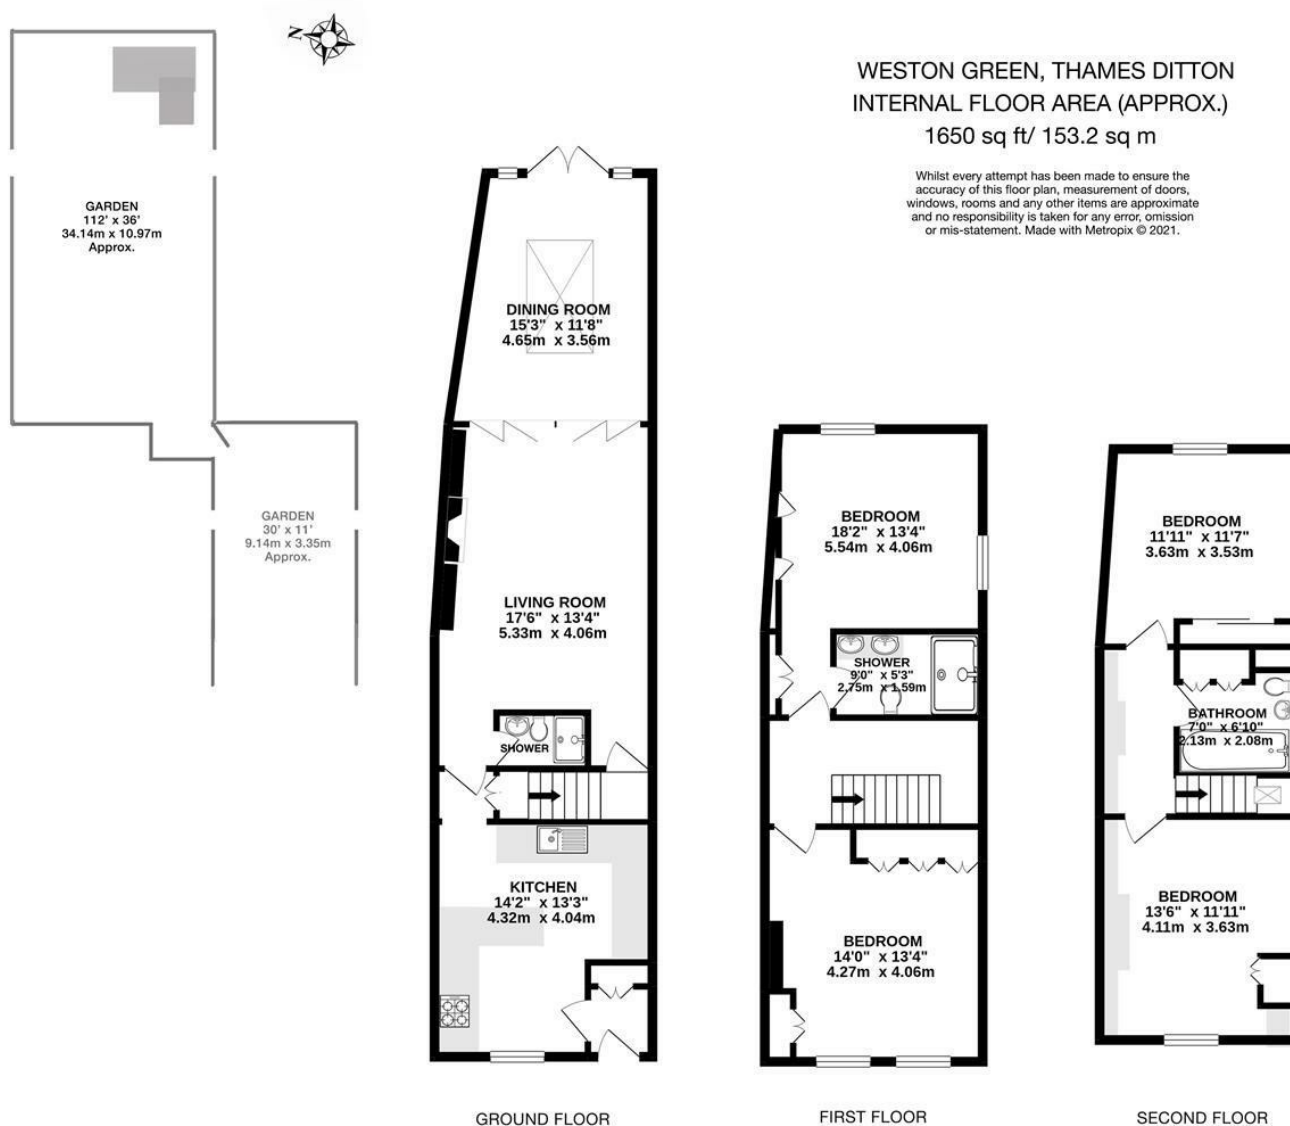 N
WESTON GREEN, THAMES DITTON
INTERNAL FLOOR AREA (APPROX.)
1650 sq ft/ 153.2 sq m
Whilst every attempt has been made to ensure the
accuracy of this floor plan, measurement of doors,
windows, rooms and any other items are approximate
and no responsibility is taken for any error, omission
or mis-statement. Made with Metropix © 2021.
GARDEN
112' x 36'
34.14m x 10.97m
Approx.
GARDEN
30' x 11'
9.14m x 3.35m
Approx.
DINING ROOM
15'3" x 11'8"
4.65m x 3.56m
LIVING ROOM
17'6" x 13'4"
5.33m x 4.06m
SHOWER
KITCHEN
14'2" x 13'3"
4.32m x 4.04m
GROUND FLOOR
BEDROOM
18'2" x 13'4"
5.54m x 4.06m
SHOWER
9'0" x 5'3"
2.75m x 1.59m
BEDROOM
14'0" x 13'4"
4.27m x 4.06m
FIRST FLOOR
BEDROOM
11'11" x 11'7"
3.63m x 3.53m
BATHROOM
7'0" x 6'10"
2.13m x 2.08m
BEDROOM
13'6" x 11'11"
4.11m x 3.63m
SECOND FLOOR